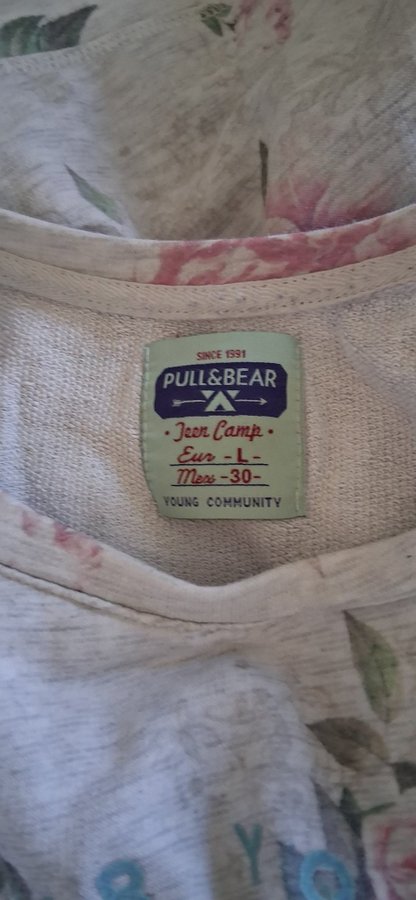 SINCE 1991
PULL&BEAR
• Teen Camp •
Eur - L -
Mex -30-
YOUNG COMMUNITY
& Y O